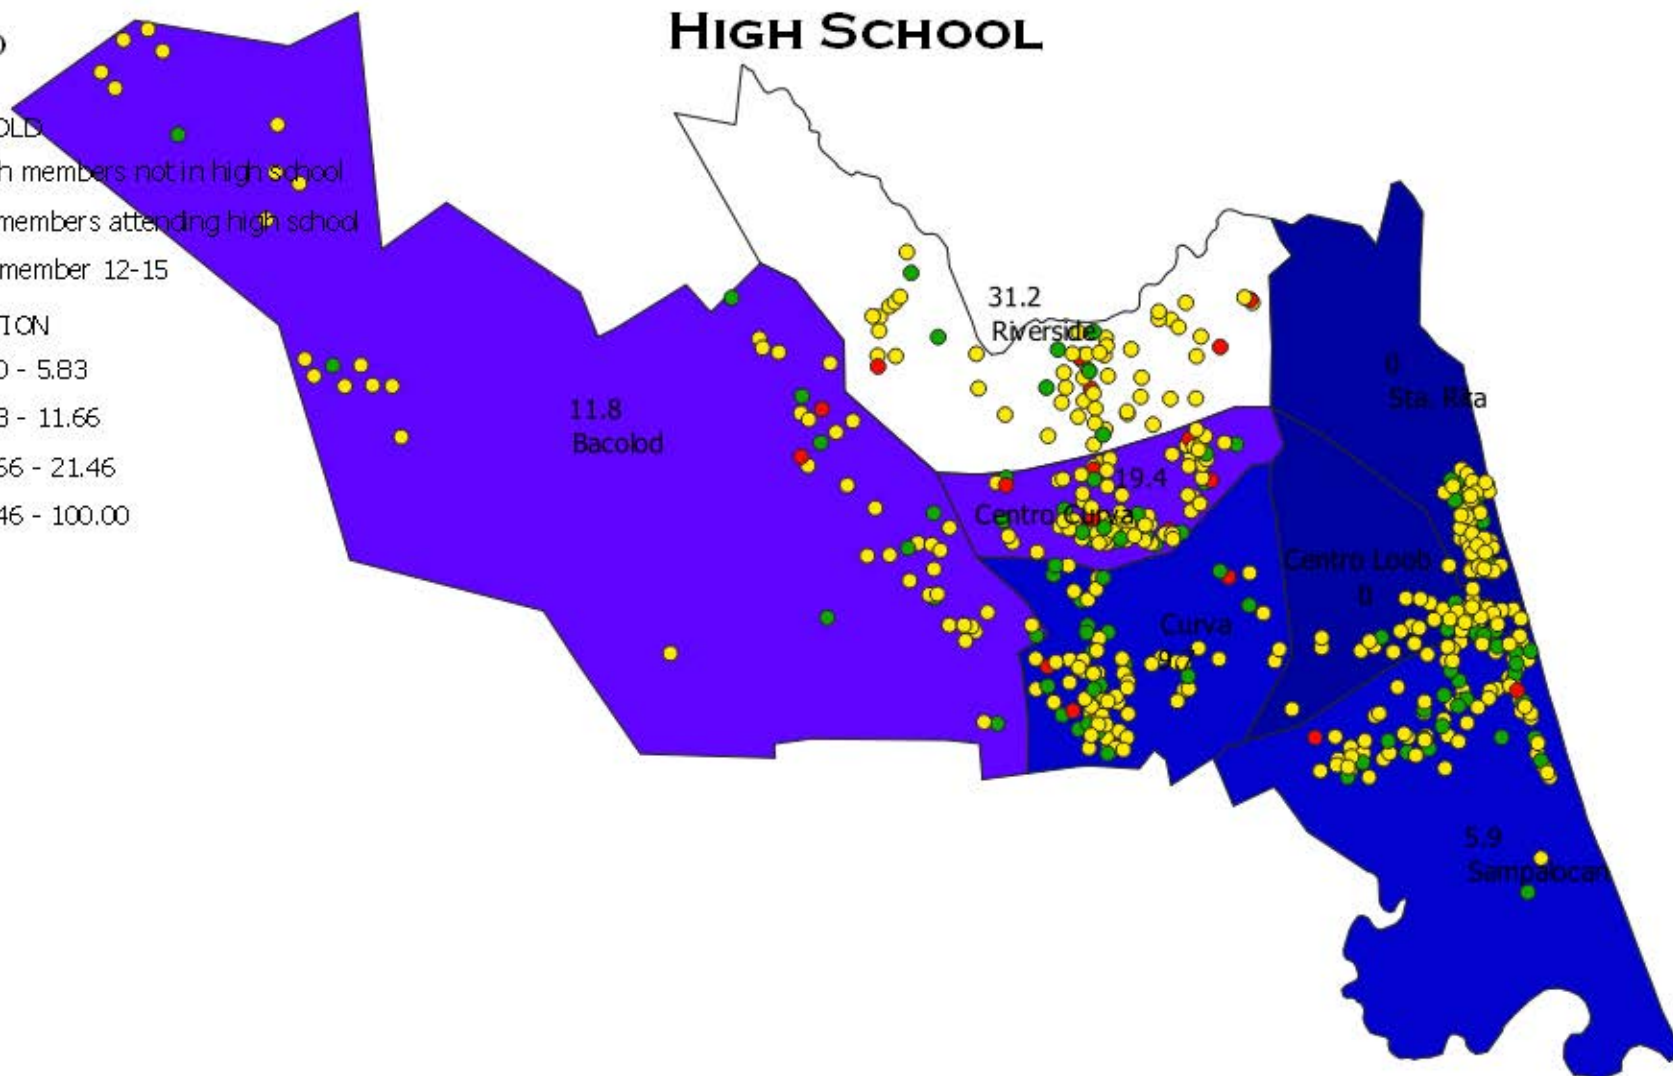 HIGH SCHOOL
OLD
h members not in high school
members attending high school
member 12-15
TION
0 - 5.83
3 - 11.66
66 - 21.46
46 - 100.00
11.8
Bacolod
31.2
Riverside
19.4
Centro Curva
0
Sta. Rita
Centro Loob
0
Curva
5.9
Sampalocan